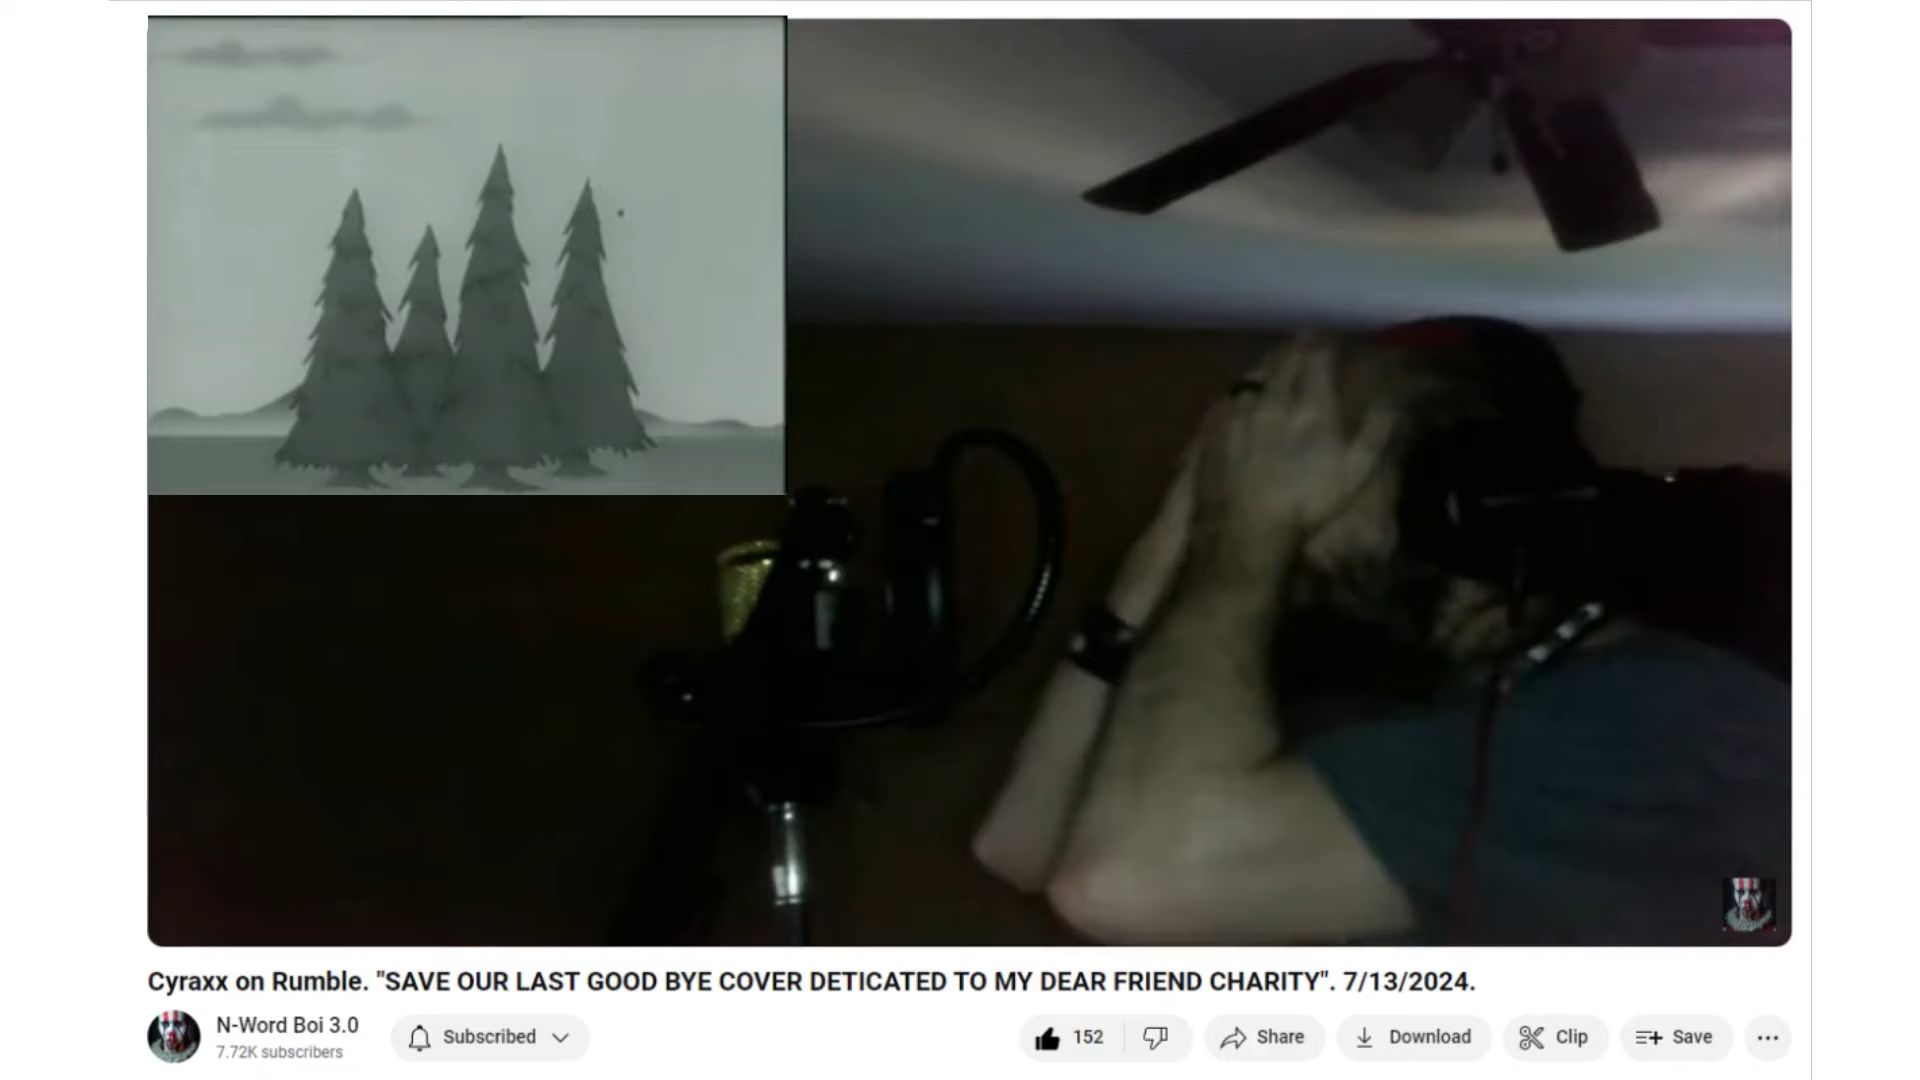 Cyraxx on Rumble. "SAVE OUR LAST GOOD BYE COVER DETICATED TO MY DEAR FRIEND CHARITY". 7/13/2024.
N-Word Boi 3.0
7.72K subscribers
Subscribed
152
Share
Download
Clip
Save